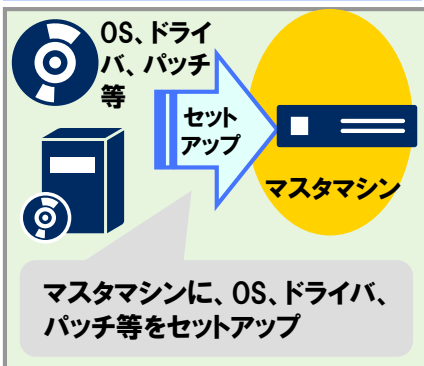 OS、ドライ
バ、パッチ
等
セット
アップ
マスタマシン
マスタマシンに、OS、ドライバ、
パッチ等をセットアップ